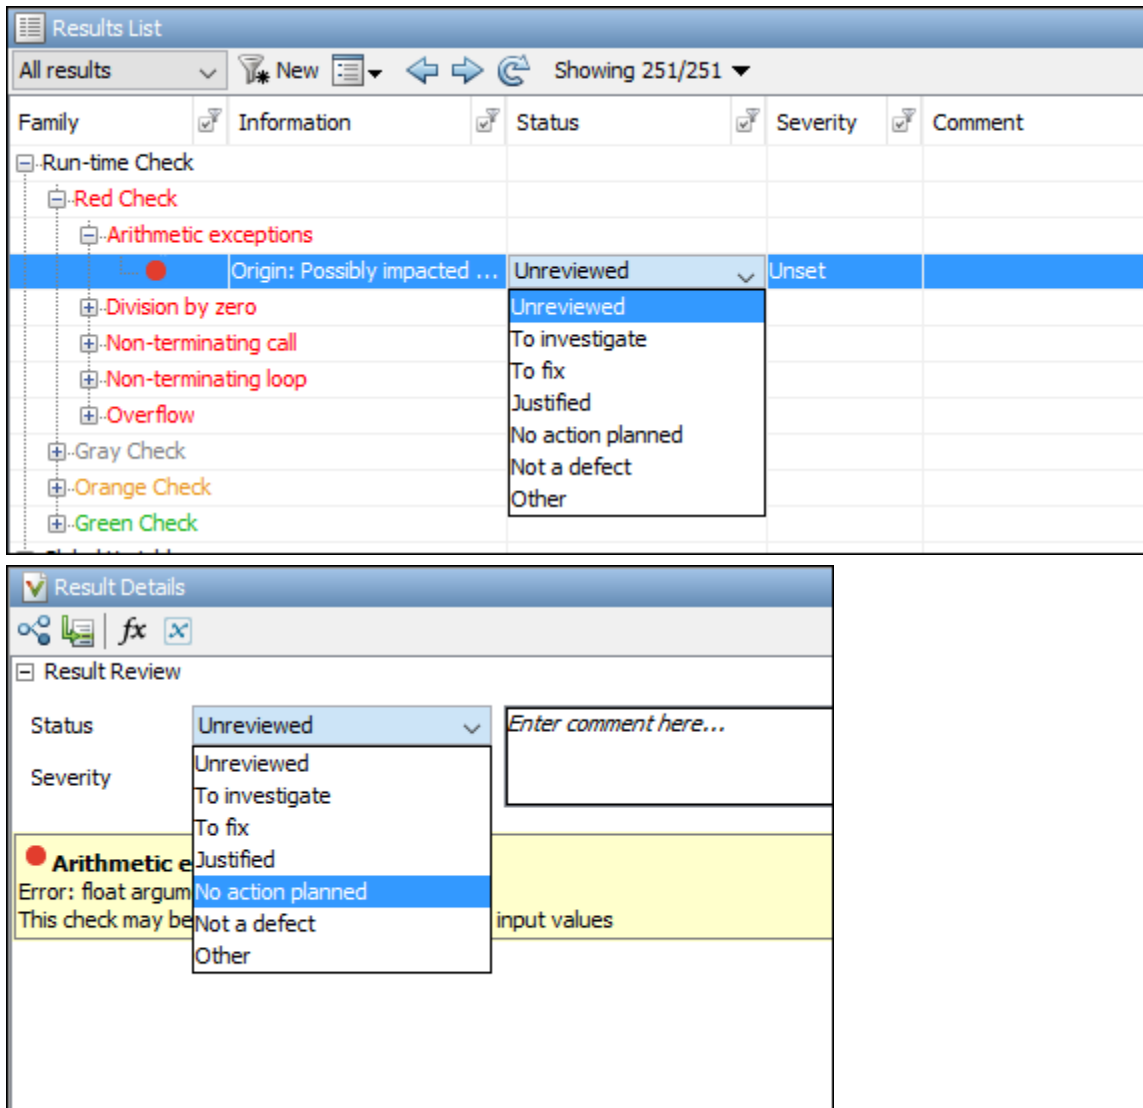 Results List
All results New Showing 251/251
Family Information Status Severity Comment
Run-time Check
Red Check
Arithmetic exceptions
Origin: Possibly impacted ... Unreviewed Unset
Unreviewed
Division by zero
To investigate
Non-terminating call
To fix
Non-terminating loop
Justified
Overflow
No action planned
Gray Check
Not a defect
Orange Check
Other
Green Check
Result Details
fx x
Result Review
Status Unreviewed Enter comment here...
Unreviewed
Severity
To investigate
To fix
Justified
Arithmetic e
Error: float argum
No action planned
This check may be input values
Not a defect
Other